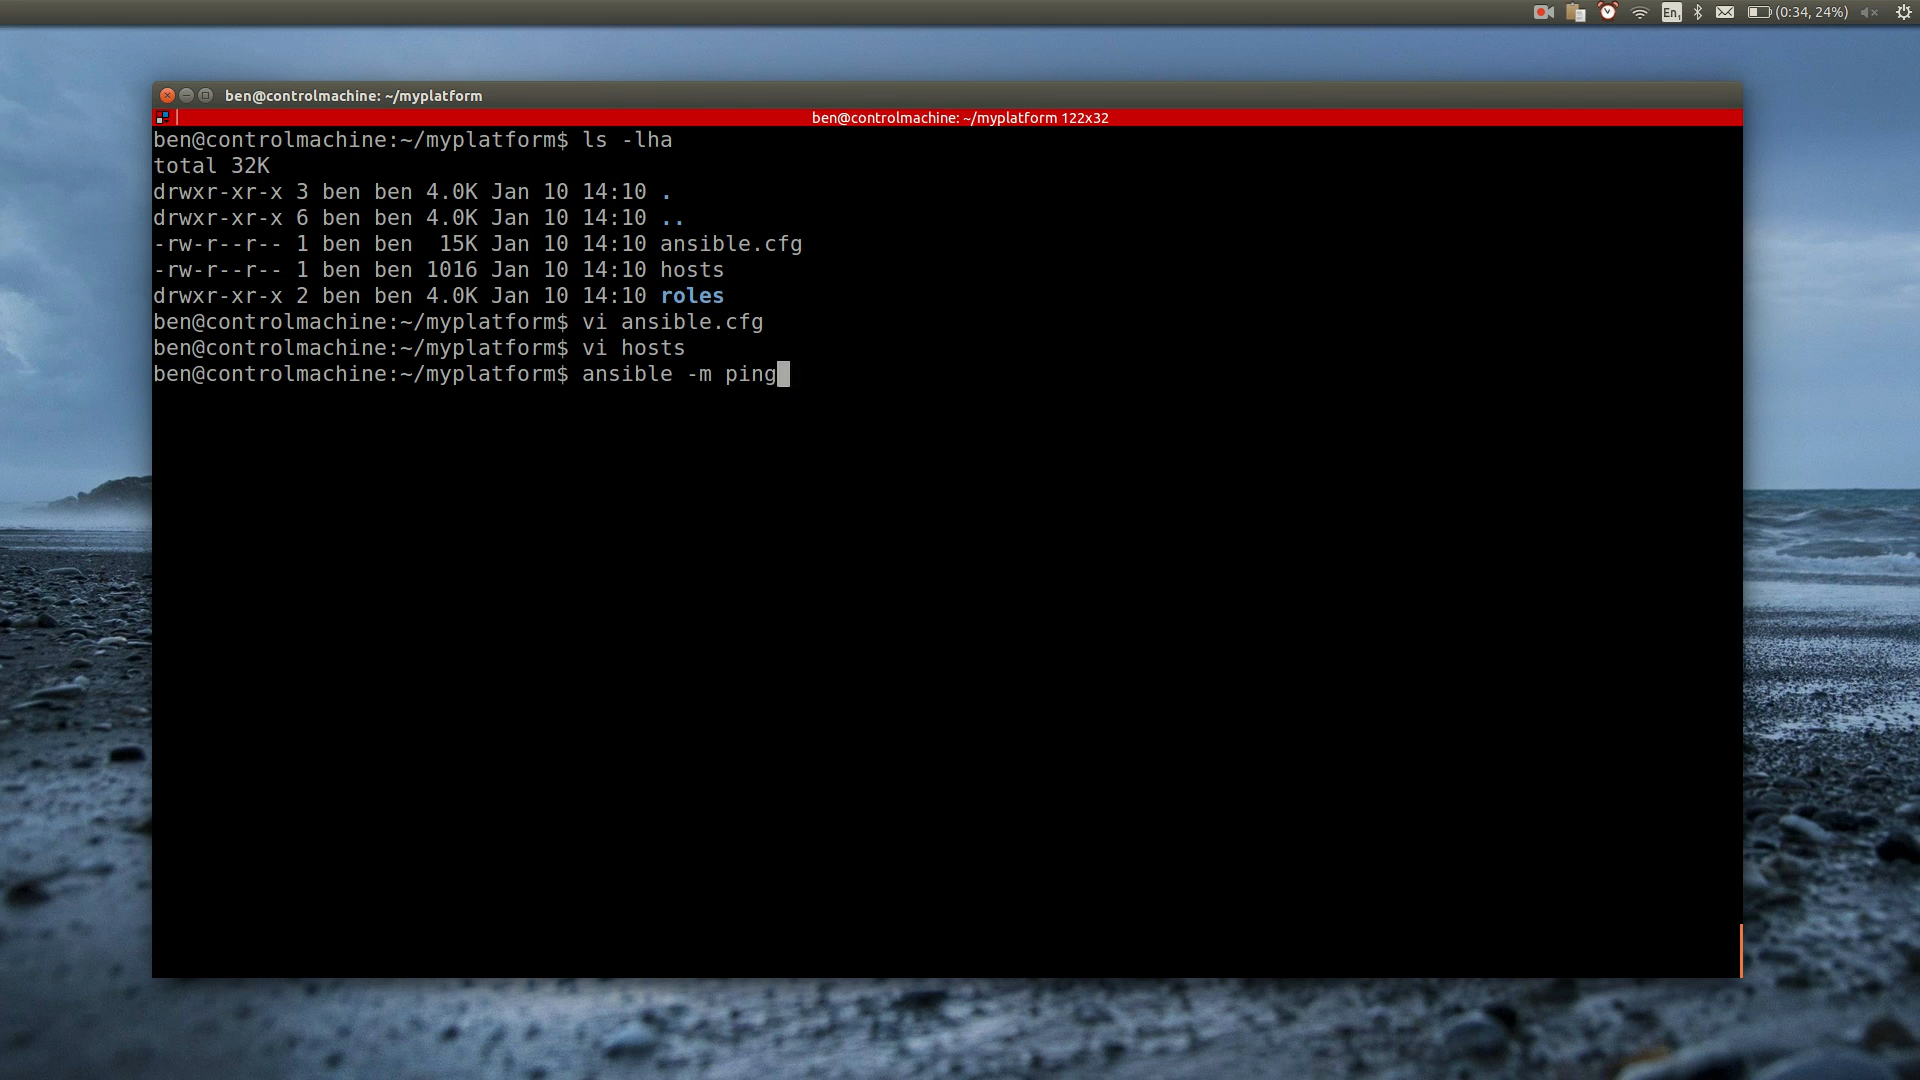 En1 (0:34, 24%)
ben@controlmachine: ~/myplatform
ben@controlmachine: ~/myplatform 122x32
ben@controlmachine:~/myplatform$ ls -lha
total 32K
drwxr-xr-x 3 ben ben 4.0K Jan 10 14:10 .
drwxr-xr-x 6 ben ben 4.0K Jan 10 14:10 ..
-rw-r--r-- 1 ben ben  15K Jan 10 14:10 ansible.cfg
-rw-r--r-- 1 ben ben 1016 Jan 10 14:10 hosts
drwxr-xr-x 2 ben ben 4.0K Jan 10 14:10 roles
ben@controlmachine:~/myplatform$ vi ansible.cfg
ben@controlmachine:~/myplatform$ vi hosts
ben@controlmachine:~/myplatform$ ansible -m ping